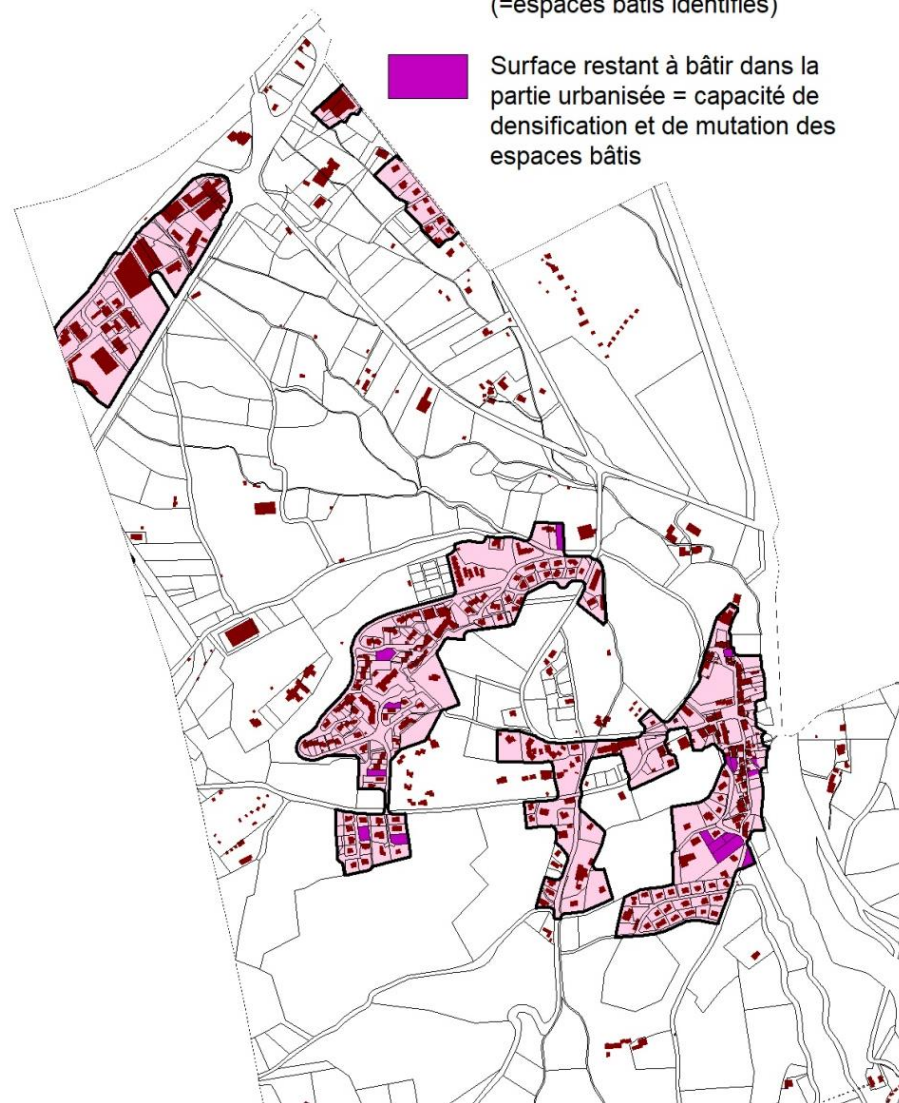 (=espaces bâtis identifiés)
Surface restant à bâtir dans la
partie urbanisée = capacité de
densification et de mutation des
espaces bâtis